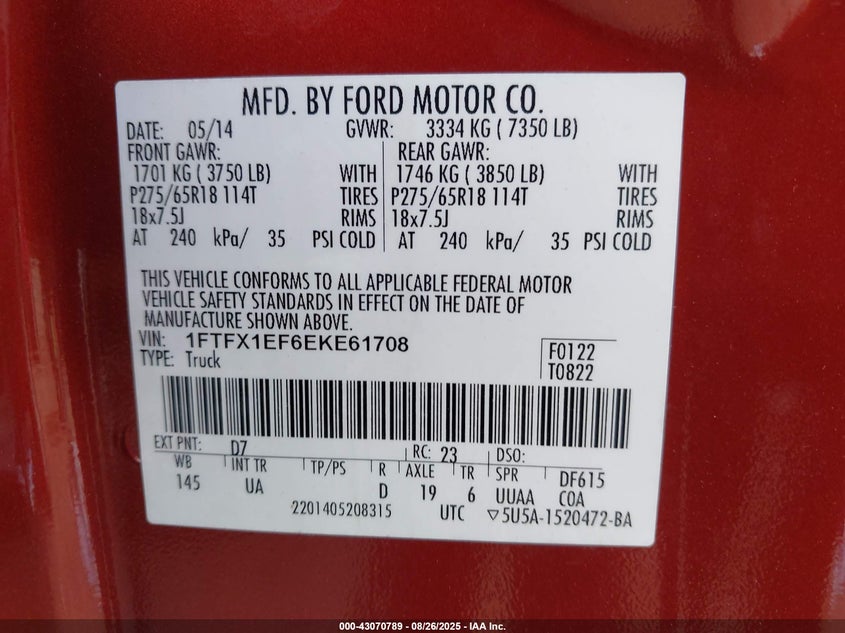 MFD. BY FORD MOTOR CO.
DATE: 05/14 GVWR: 3334 KG ( 7350 LB)
FRONT GAWR: REAR GAWR:
1701 KG ( 3750 LB) WITH 1746 KG ( 3850 LB) WITH
P275/65R18 114T TIRES P275/65R18 114T TIRES
18x7.5J RIMS 18x7.5J RIMS
AT 240 kPa/ 35 PSI COLD AT 240 kPa/ 35 PSI COLD
THIS VEHICLE CONFORMS TO ALL APPLICABLE FEDERAL MOTOR
VEHICLE SAFETY STANDARDS IN EFFECT ON THE DATE OF
MANUFACTURE SHOWN ABOVE.
VIN: 1FTFX1EF6EKE61708 F0122
TYPE: Truck T0822
EXT PNT: D7 RC: 23 DSO:
WB INT TR TP/PS R AXLE TR SPR DF615
145 UA D 19 6 UUAA COA
2201405208315 UTC ▽5U5A-1520472-BA
000-43070789 - 08/26/2025 - IAA Inc.